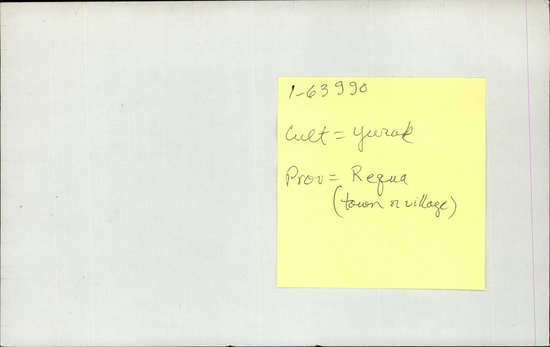 1-63990
Cult = Yurok
Prov = Requa
(town or village)